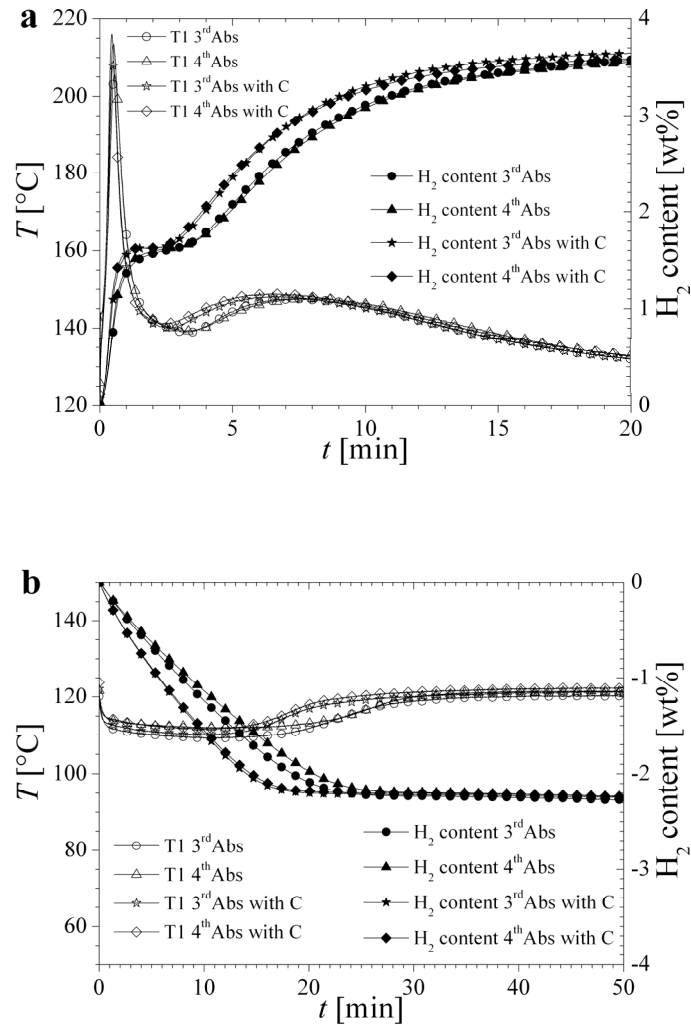 a
220
200
180
160
140
120
T [°C]
4
3
2
1
0
H₂ content [wt%]
T1 3ʳᵈAbs
T1 4ᵗʰAbs
T1 3ʳᵈAbs with C
T1 4ᵗʰAbs with C
H₂ content 3ʳᵈAbs
H₂ content 4ᵗʰAbs
H₂ content 3ʳᵈAbs with C
H₂ content 4ᵗʰAbs with C
0 5 10 15 20
t [min]
b
140
120
100
80
60
T [°C]
0
-1
-2
-3
-4
H₂ content [wt%]
T1 3ʳᵈAbs
T1 4ᵗʰAbs
T1 3ʳᵈAbs with C
T1 4ᵗʰAbs with C
H₂ content 3ʳᵈAbs
H₂ content 4ᵗʰAbs
H₂ content 3ʳᵈAbs with C
H₂ content 4ᵗʰAbs with C
0 10 20 30 40 50
t [min]